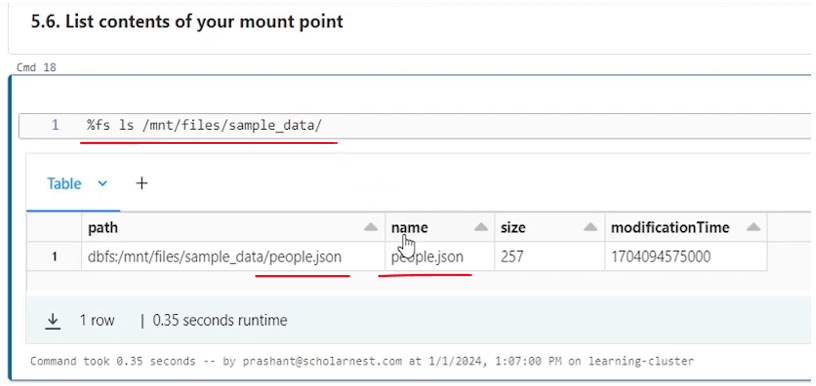 5.6. List contents of your mount point
Cmd 18
1 %fs ls /mnt/files/sample_data/
Table +
path name size modificationTime
1 dbfs:/mnt/files/sample_data/people.json people.json 257 1704094575000
1 row | 0.35 seconds runtime
Command took 0.35 seconds -- by prashant@scholarnest.com at 1/1/2024, 1:07:00 PM on learning-cluster